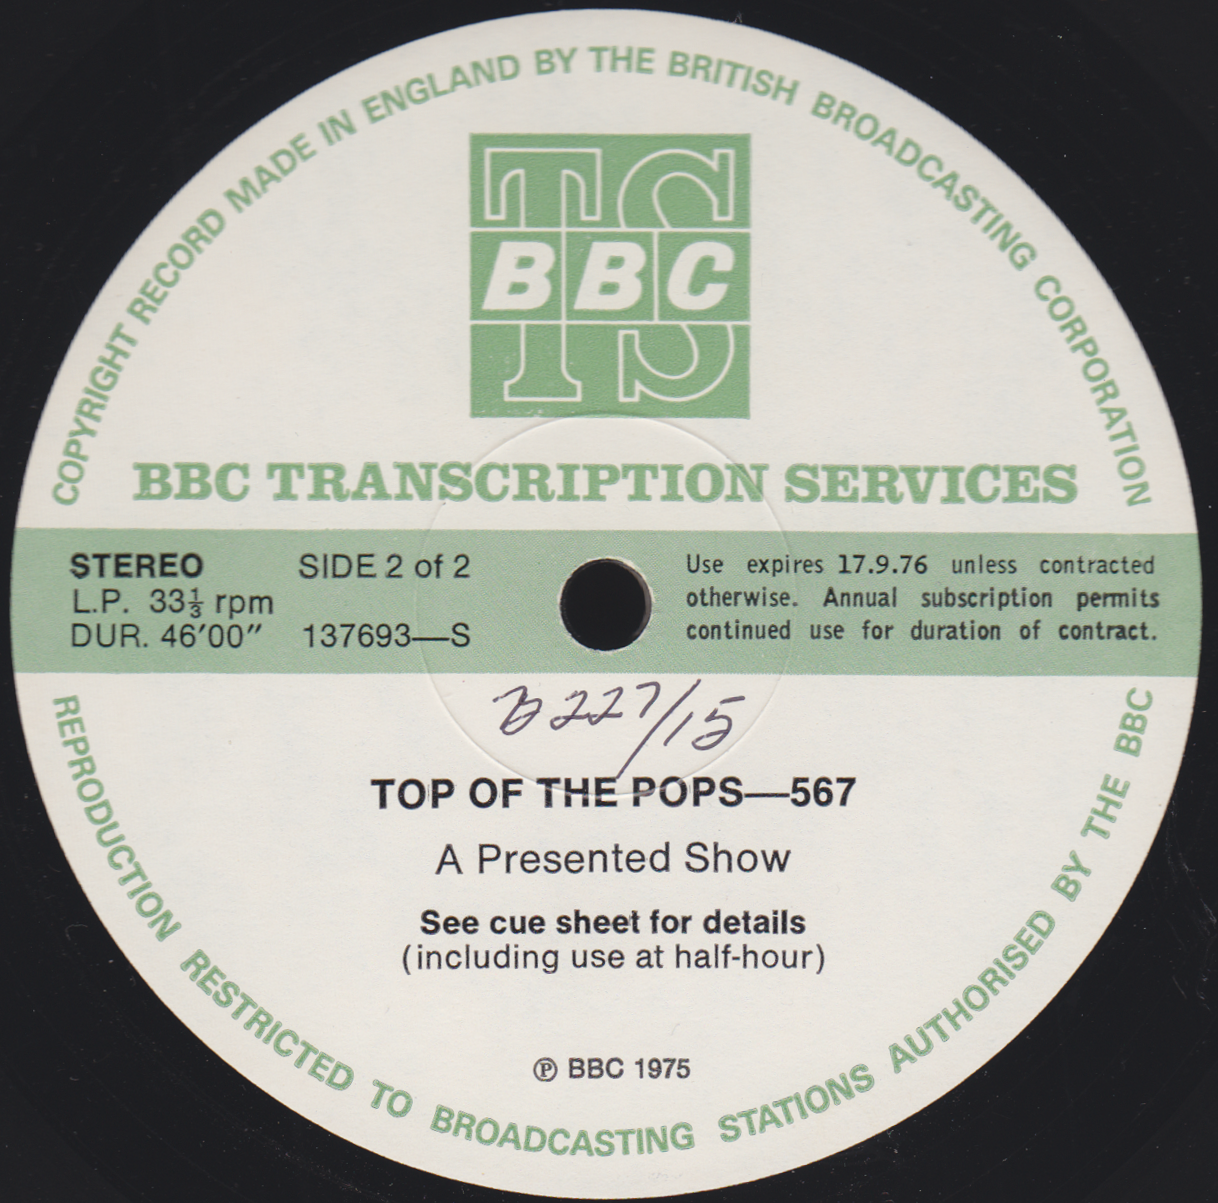 COPYRIGHT RECORD MADE IN ENGLAND BY THE BRITISH BROADCASTING CORPORATION
TS
BBC
TS
BBC TRANSCRIPTION SERVICES
STEREO SIDE 2 of 2
L.P. 33⅓ rpm
DUR. 46′00″ 137693—S
Use expires 17.9.76 unless contracted
otherwise. Annual subscription permits
continued use for duration of contract.
B227/15
TOP OF THE POPS—567
A Presented Show
See cue sheet for details
(including use at half-hour)
℗ BBC 1975
REPRODUCTION RESTRICTED TO BROADCASTING STATIONS AUTHORISED BY THE BBC